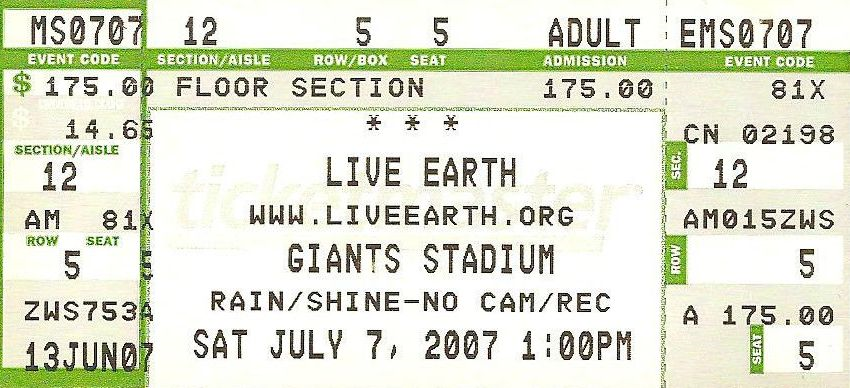 MS0707 12 5 5 ADULT EMS0707
EVENT CODE SECTION/AISLE ROW/BOX SEAT ADMISSION EVENT CODE
$ 175.00 FLOOR SECTION 175.00 81X
$ 14.65 * * * CN 02198
SECTION/AISLE LIVE EARTH SEC.
12 12
WWW.LIVEEARTH.ORG
AM 81X AM015ZWS
ROW SEAT GIANTS STADIUM ROW
5 5 5
ZWS753A RAIN/SHINE-NO CAM/REC A 175.00
13JUN07 SAT JULY 7, 2007 1:00PM SEAT 5
ticketmaster